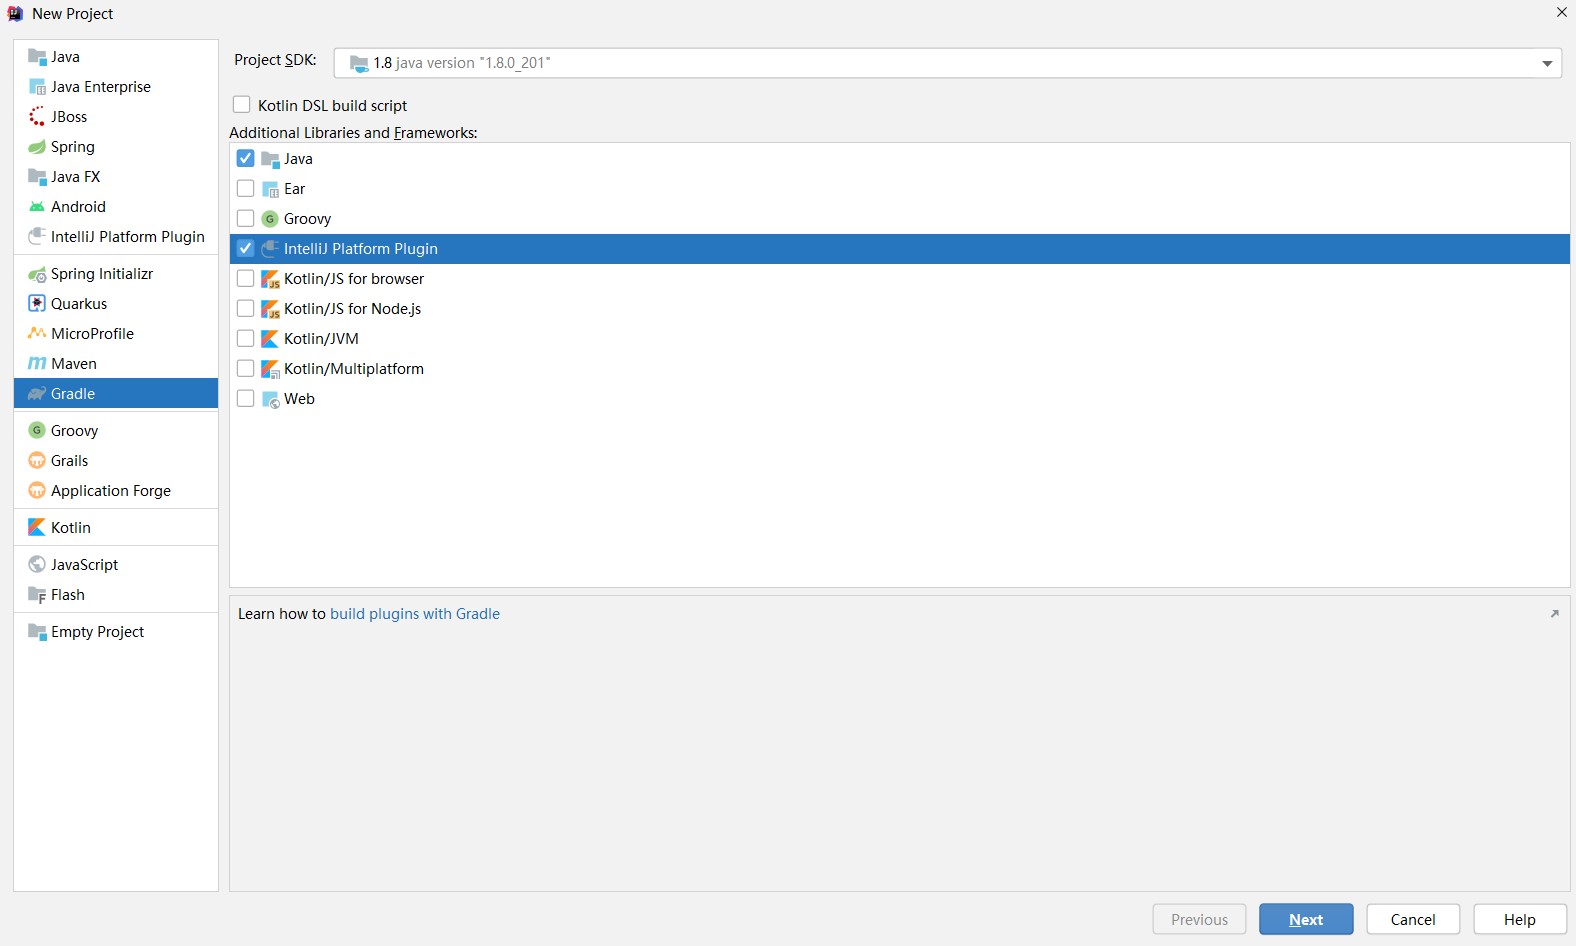 New Project
Java
Java Enterprise
JBoss
Spring
Java FX
Android
IntelliJ Platform Plugin
Spring Initializr
Quarkus
MicroProfile
Maven
Gradle
Groovy
Grails
Application Forge
Kotlin
JavaScript
Flash
Empty Project
Project SDK: 1.8 java version "1.8.0_201"
Kotlin DSL build script
Additional Libraries and Frameworks:
Java
Ear
Groovy
IntelliJ Platform Plugin
Kotlin/JS for browser
Kotlin/JS for Node.js
Kotlin/JVM
Kotlin/Multiplatform
Web
Learn how to build plugins with Gradle
Previous Next Cancel Help